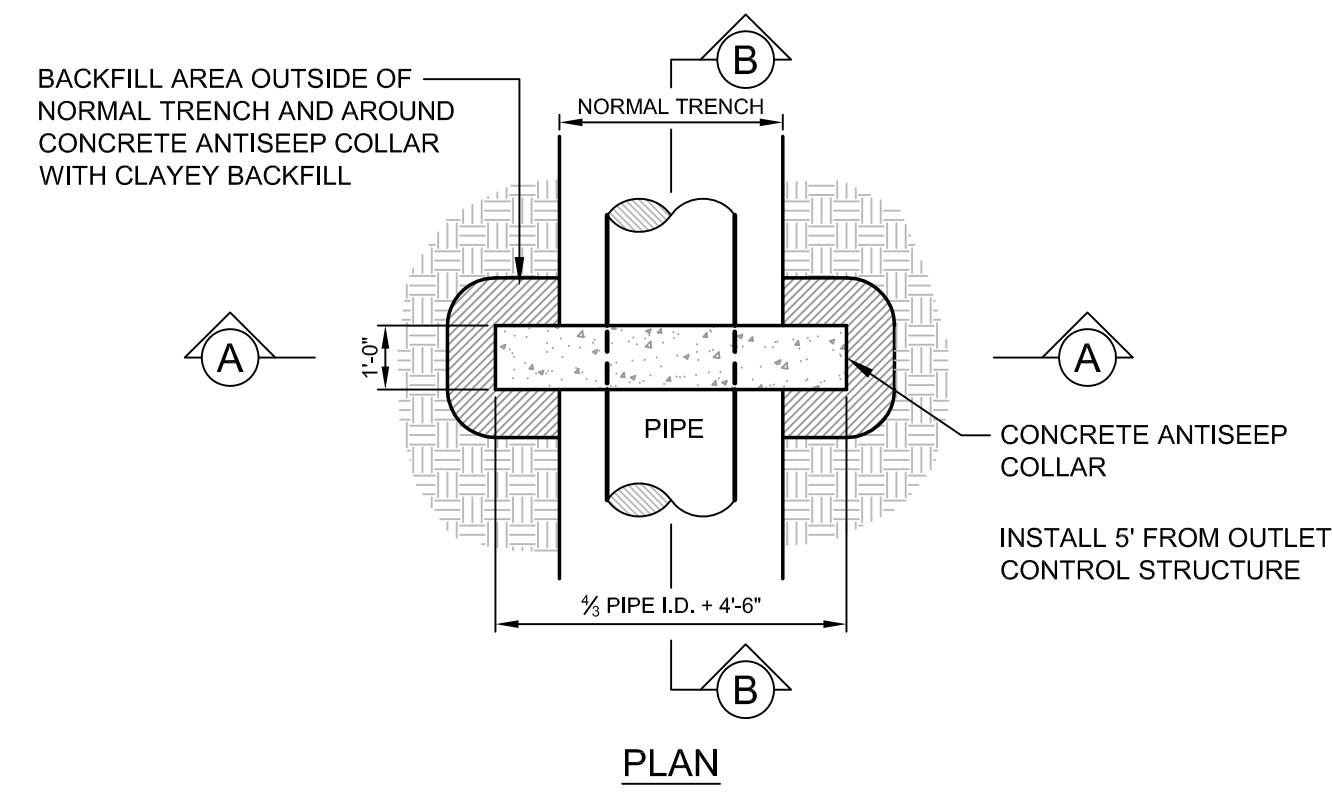 B
BACKFILL AREA OUTSIDE OF
NORMAL TRENCH AND AROUND
CONCRETE ANTISEEP COLLAR
WITH CLAYEY BACKFILL
NORMAL TRENCH
A
1'-0"
A
PIPE
CONCRETE ANTISEEP
COLLAR
INSTALL 5' FROM OUTLET
CONTROL STRUCTURE
4/3 PIPE I.D. + 4'-6"
B
PLAN